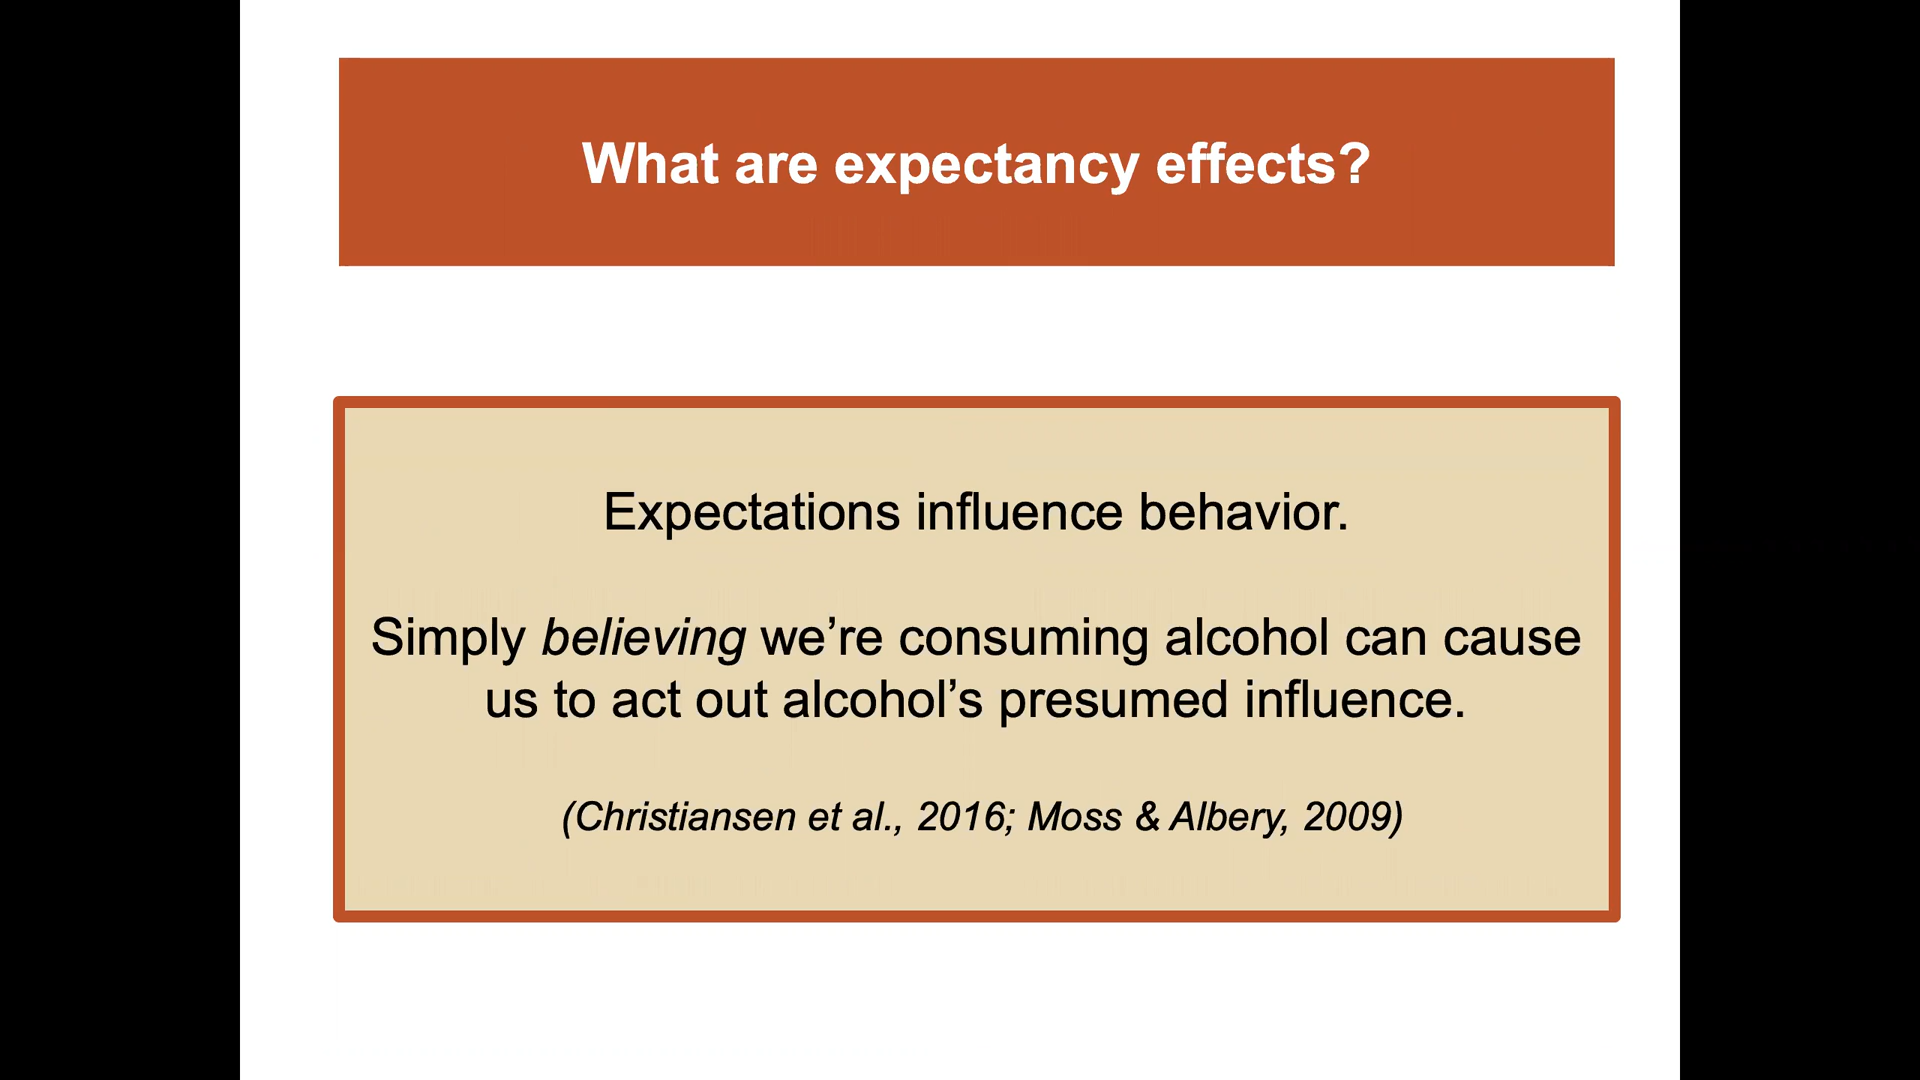 What are expectancy effects?
Expectations influence behavior.
Simply believing we’re consuming alcohol can cause
us to act out alcohol’s presumed influence.
(Christiansen et al., 2016; Moss & Albery, 2009)